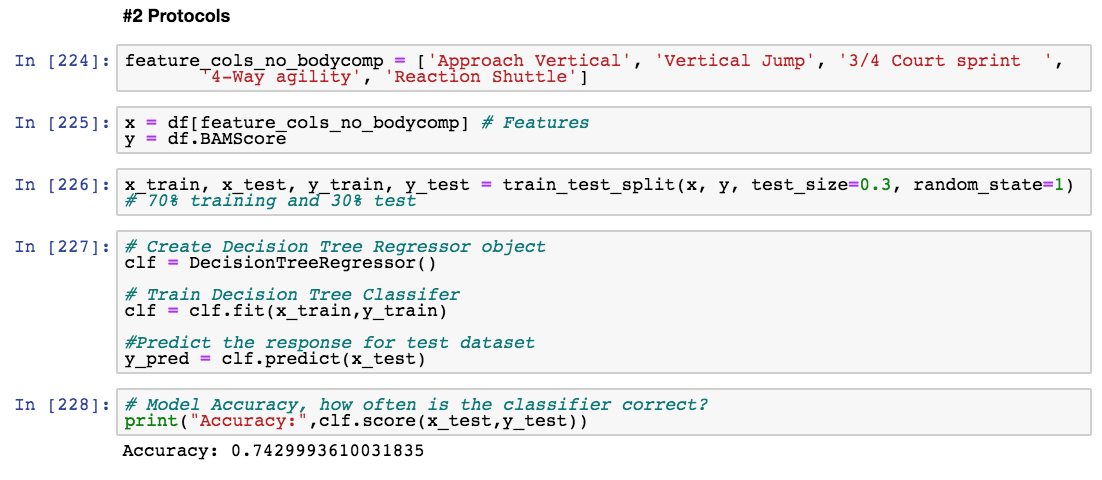 #2 Protocols
In [224]: feature_cols_no_bodycomp = ['Approach Vertical', 'Vertical Jump', '3/4 Court sprint  ',
'4-Way agility', 'Reaction Shuttle']
In [225]: x = df[feature_cols_no_bodycomp] # Features
y = df.BAMScore
In [226]: x_train, x_test, y_train, y_test = train_test_split(x, y, test_size=0.3, random_state=1)
# 70% training and 30% test
In [227]: # Create Decision Tree Regressor object
clf = DecisionTreeRegressor()
# Train Decision Tree Classifer
clf = clf.fit(x_train,y_train)
#Predict the response for test dataset
y_pred = clf.predict(x_test)
In [228]: # Model Accuracy, how often is the classifier correct?
print("Accuracy:",clf.score(x_test,y_test))
Accuracy: 0.7429993610031835